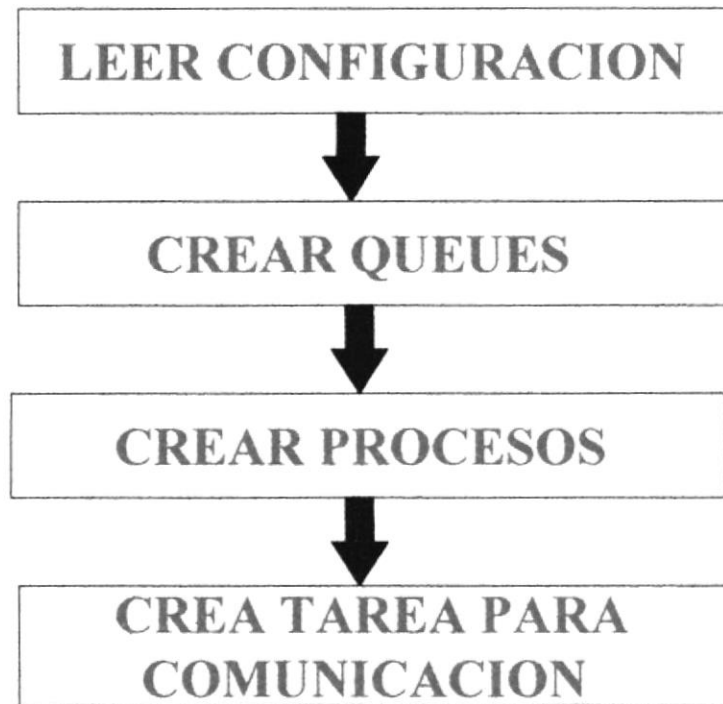 LEER CONFIGURACION
CREAR QUEUES
CREAR PROCESOS
CREA TAREA PARA
COMUNICACION